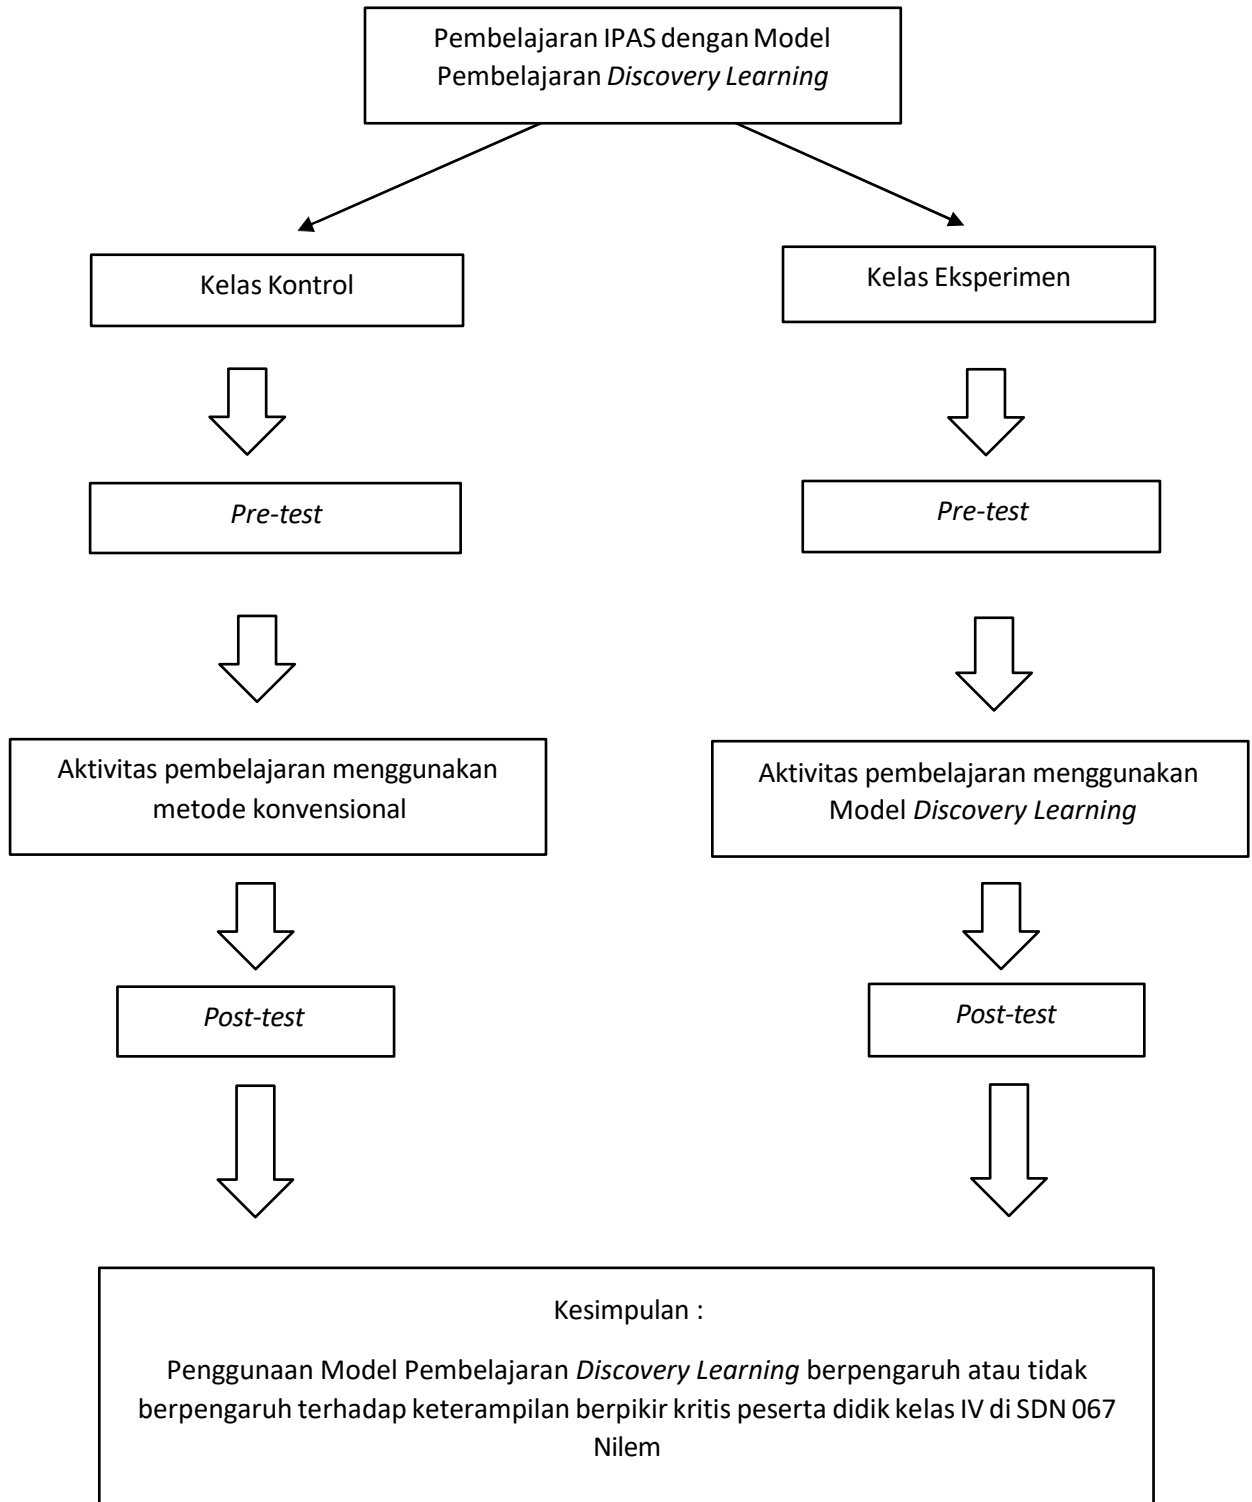 Pembelajaran IPAS dengan Model
Pembelajaran Discovery Learning
Kelas Kontrol
Kelas Eksperimen
Pre-test
Pre-test
Aktivitas pembelajaran menggunakan
metode konvensional
Aktivitas pembelajaran menggunakan
Model Discovery Learning
Post-test
Post-test
Kesimpulan :
Penggunaan Model Pembelajaran Discovery Learning berpengaruh atau tidak
berpengaruh terhadap keterampilan berpikir kritis peserta didik kelas IV di SDN 067
Nilem